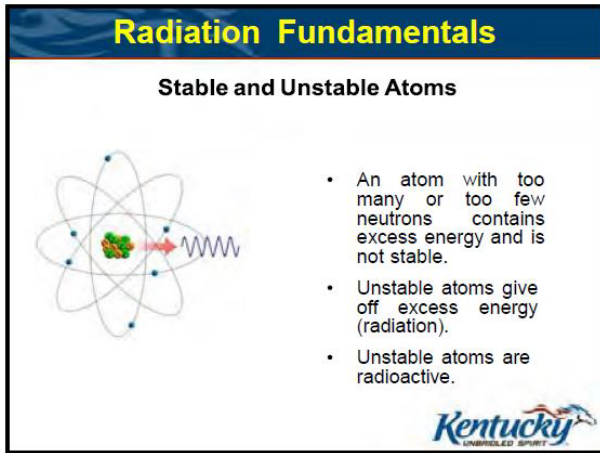 Radiation Fundamentals
Stable and Unstable Atoms
• An atom with too
many or too few
neutrons contains
excess energy and is
not stable.
• Unstable atoms give
off excess energy
(radiation).
• Unstable atoms are
radioactive.
Kentucky
UNBRIDLED SPIRIT